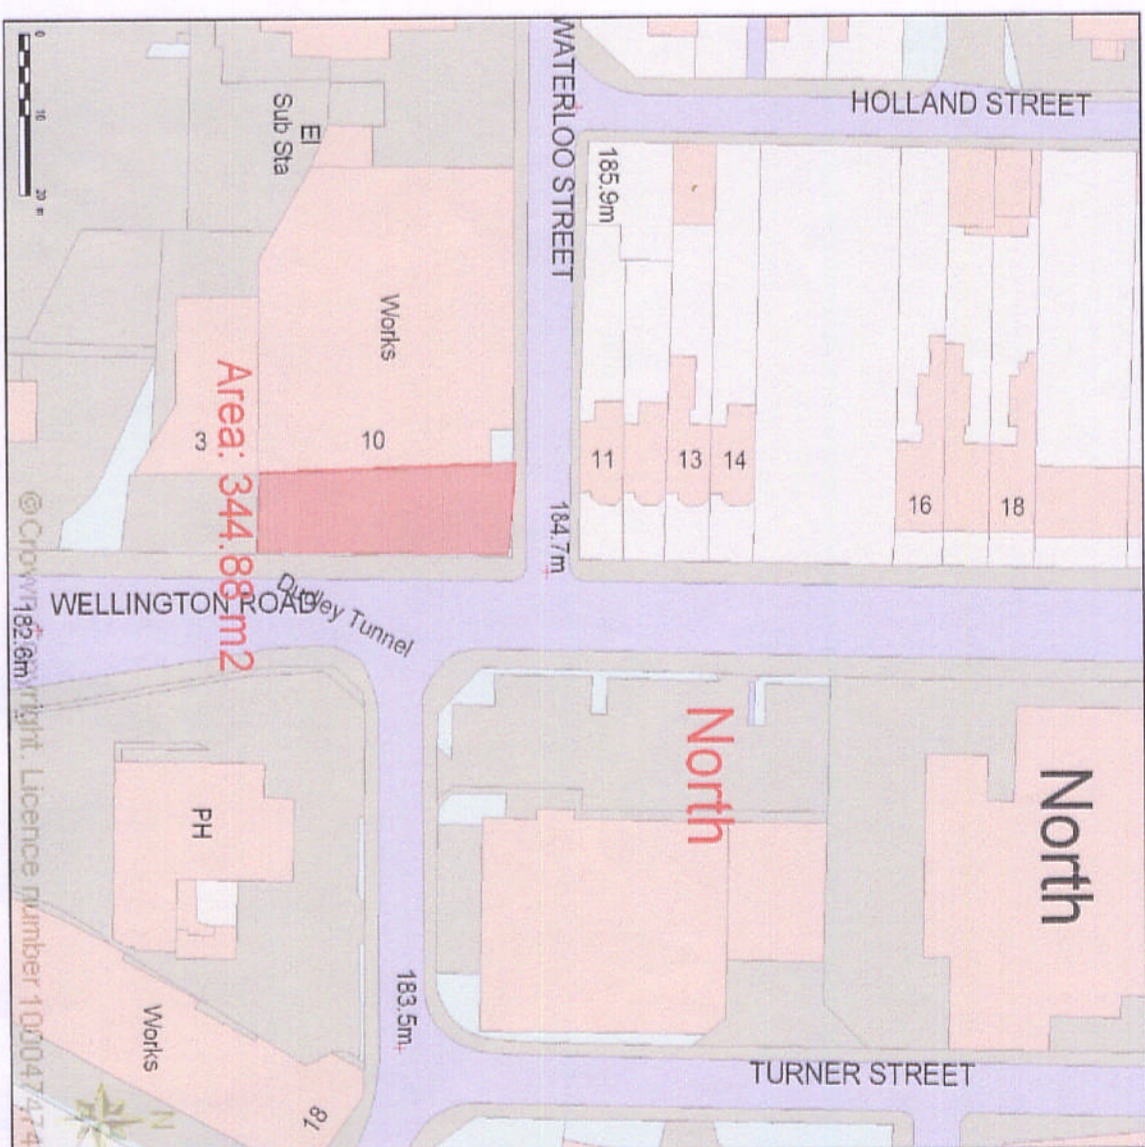 WATERLOO STREET
HOLLAND STREET
0
10
20 m
El
Sub Sta
185.9m
Works
Area: 344.88 m2
3
10
11
13
14
16
18
184.7m
WELLINGTON ROAD
Dudley Tunnel
182.6m
North
North
PH
183.5m
Works
TURNER STREET
18
N
© Crown copyright. Licence number 10004747